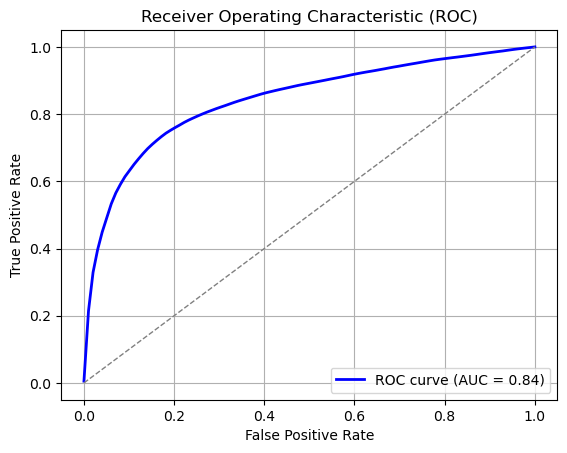 Receiver Operating Characteristic (ROC)
True Positive Rate
1.0
0.8
0.6
0.4
0.2
0.0
ROC curve (AUC = 0.84)
0.0 0.2 0.4 0.6 0.8 1.0
False Positive Rate